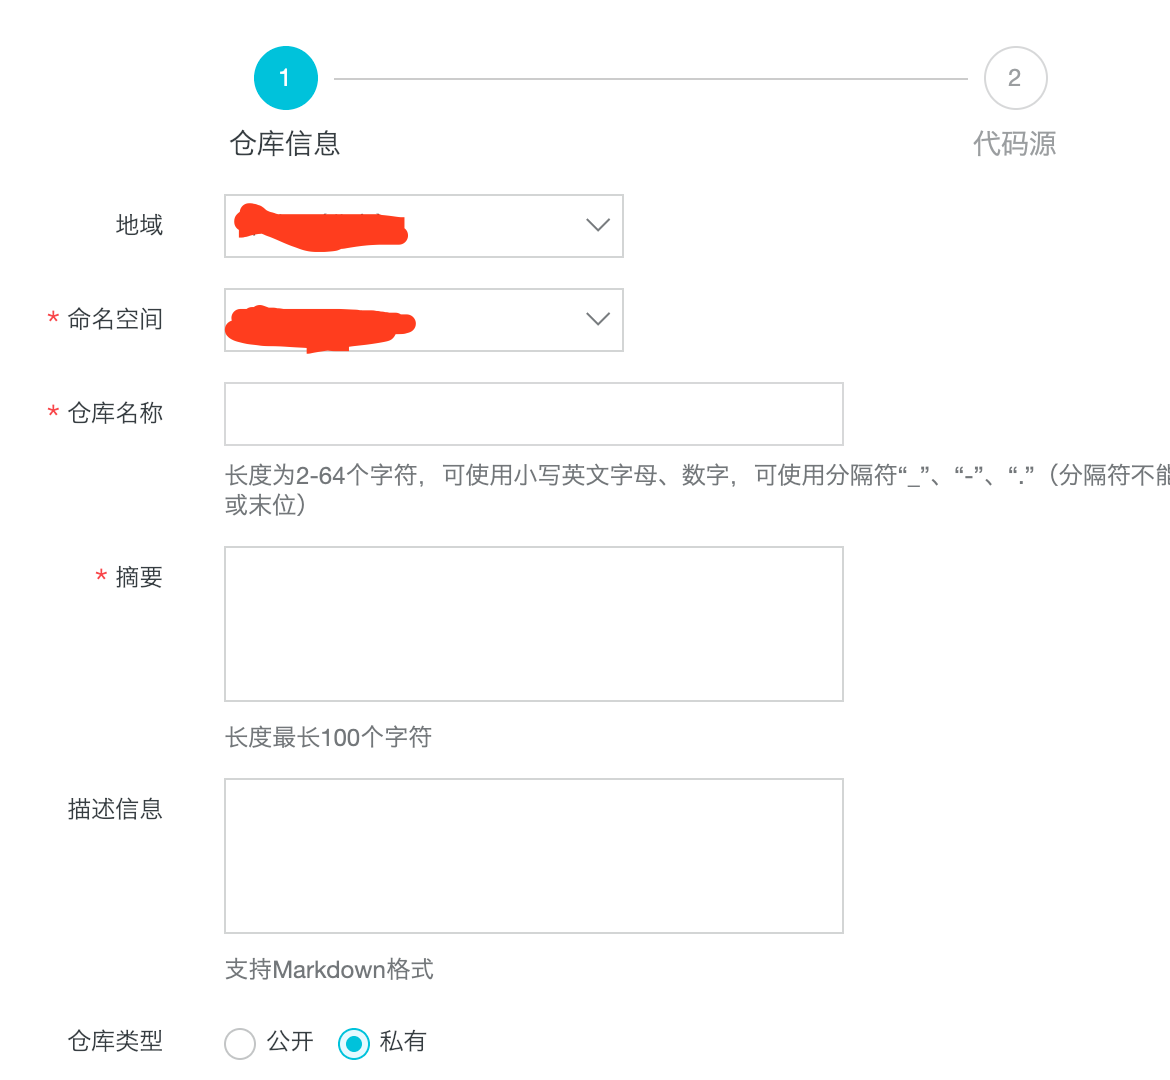 1
2
仓库信息
代码源
地域
* 命名空间
* 仓库名称
长度为2-64个字符，可使用小写英文字母、数字，可使用分隔符“_”、“-”、“.”（分隔符不能
或末位）
* 摘要
长度最长100个字符
描述信息
支持Markdown格式
仓库类型
公开
私有